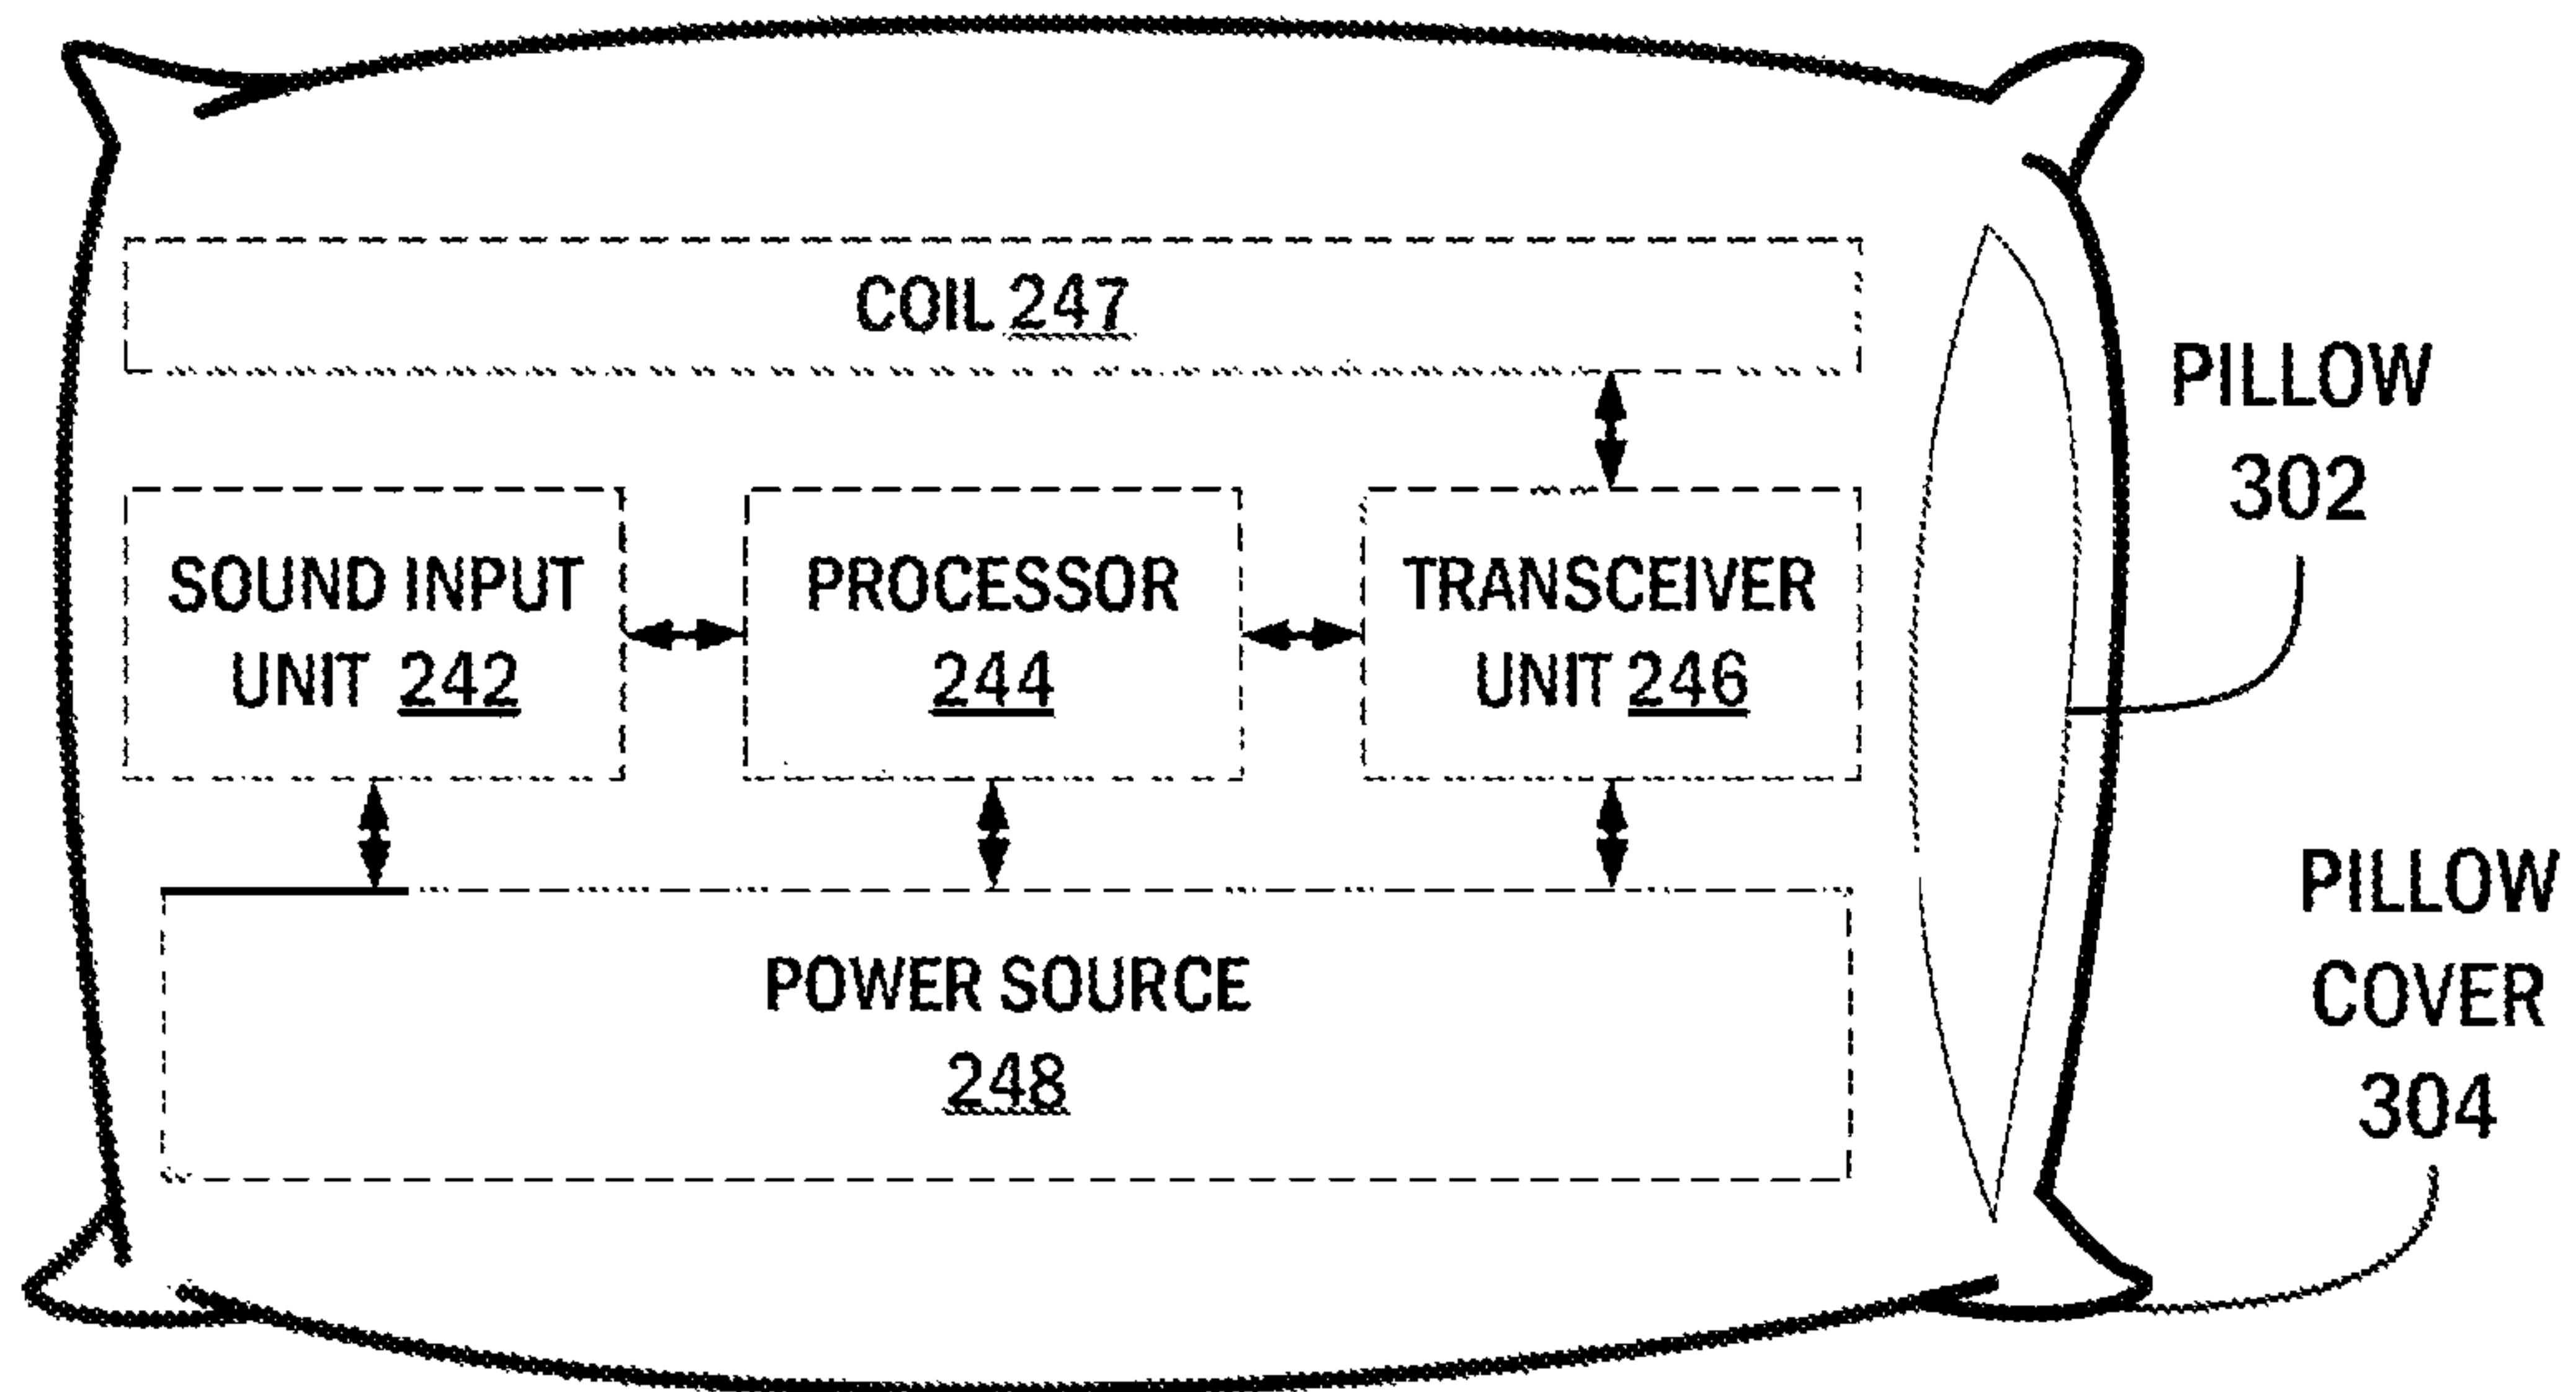 COIL 247
PILLOW
302
SOUND INPUT
UNIT 242
PROCESSOR
244
TRANSCEIVER
UNIT 246
POWER SOURCE
248
PILLOW
COVER
304